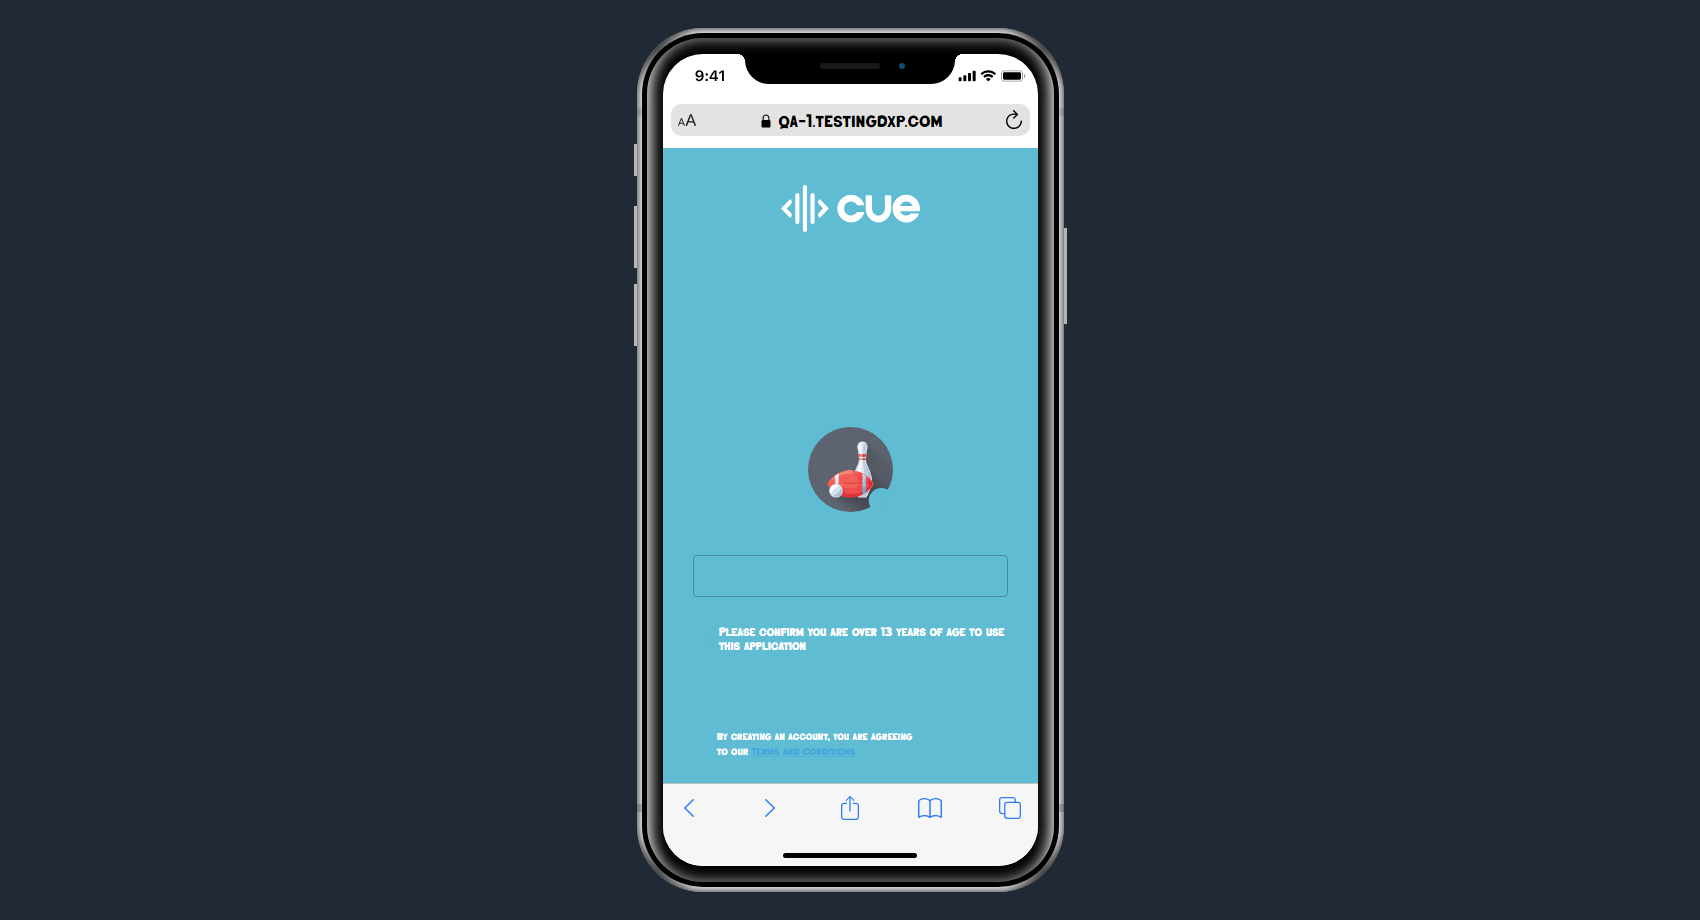 9:41
AA
QA-1.TESTINGDXP.COM
cue
Please confirm you are over 13 years of age to use
this application
By creating an account, you are agreeing
to our Terms and Conditions